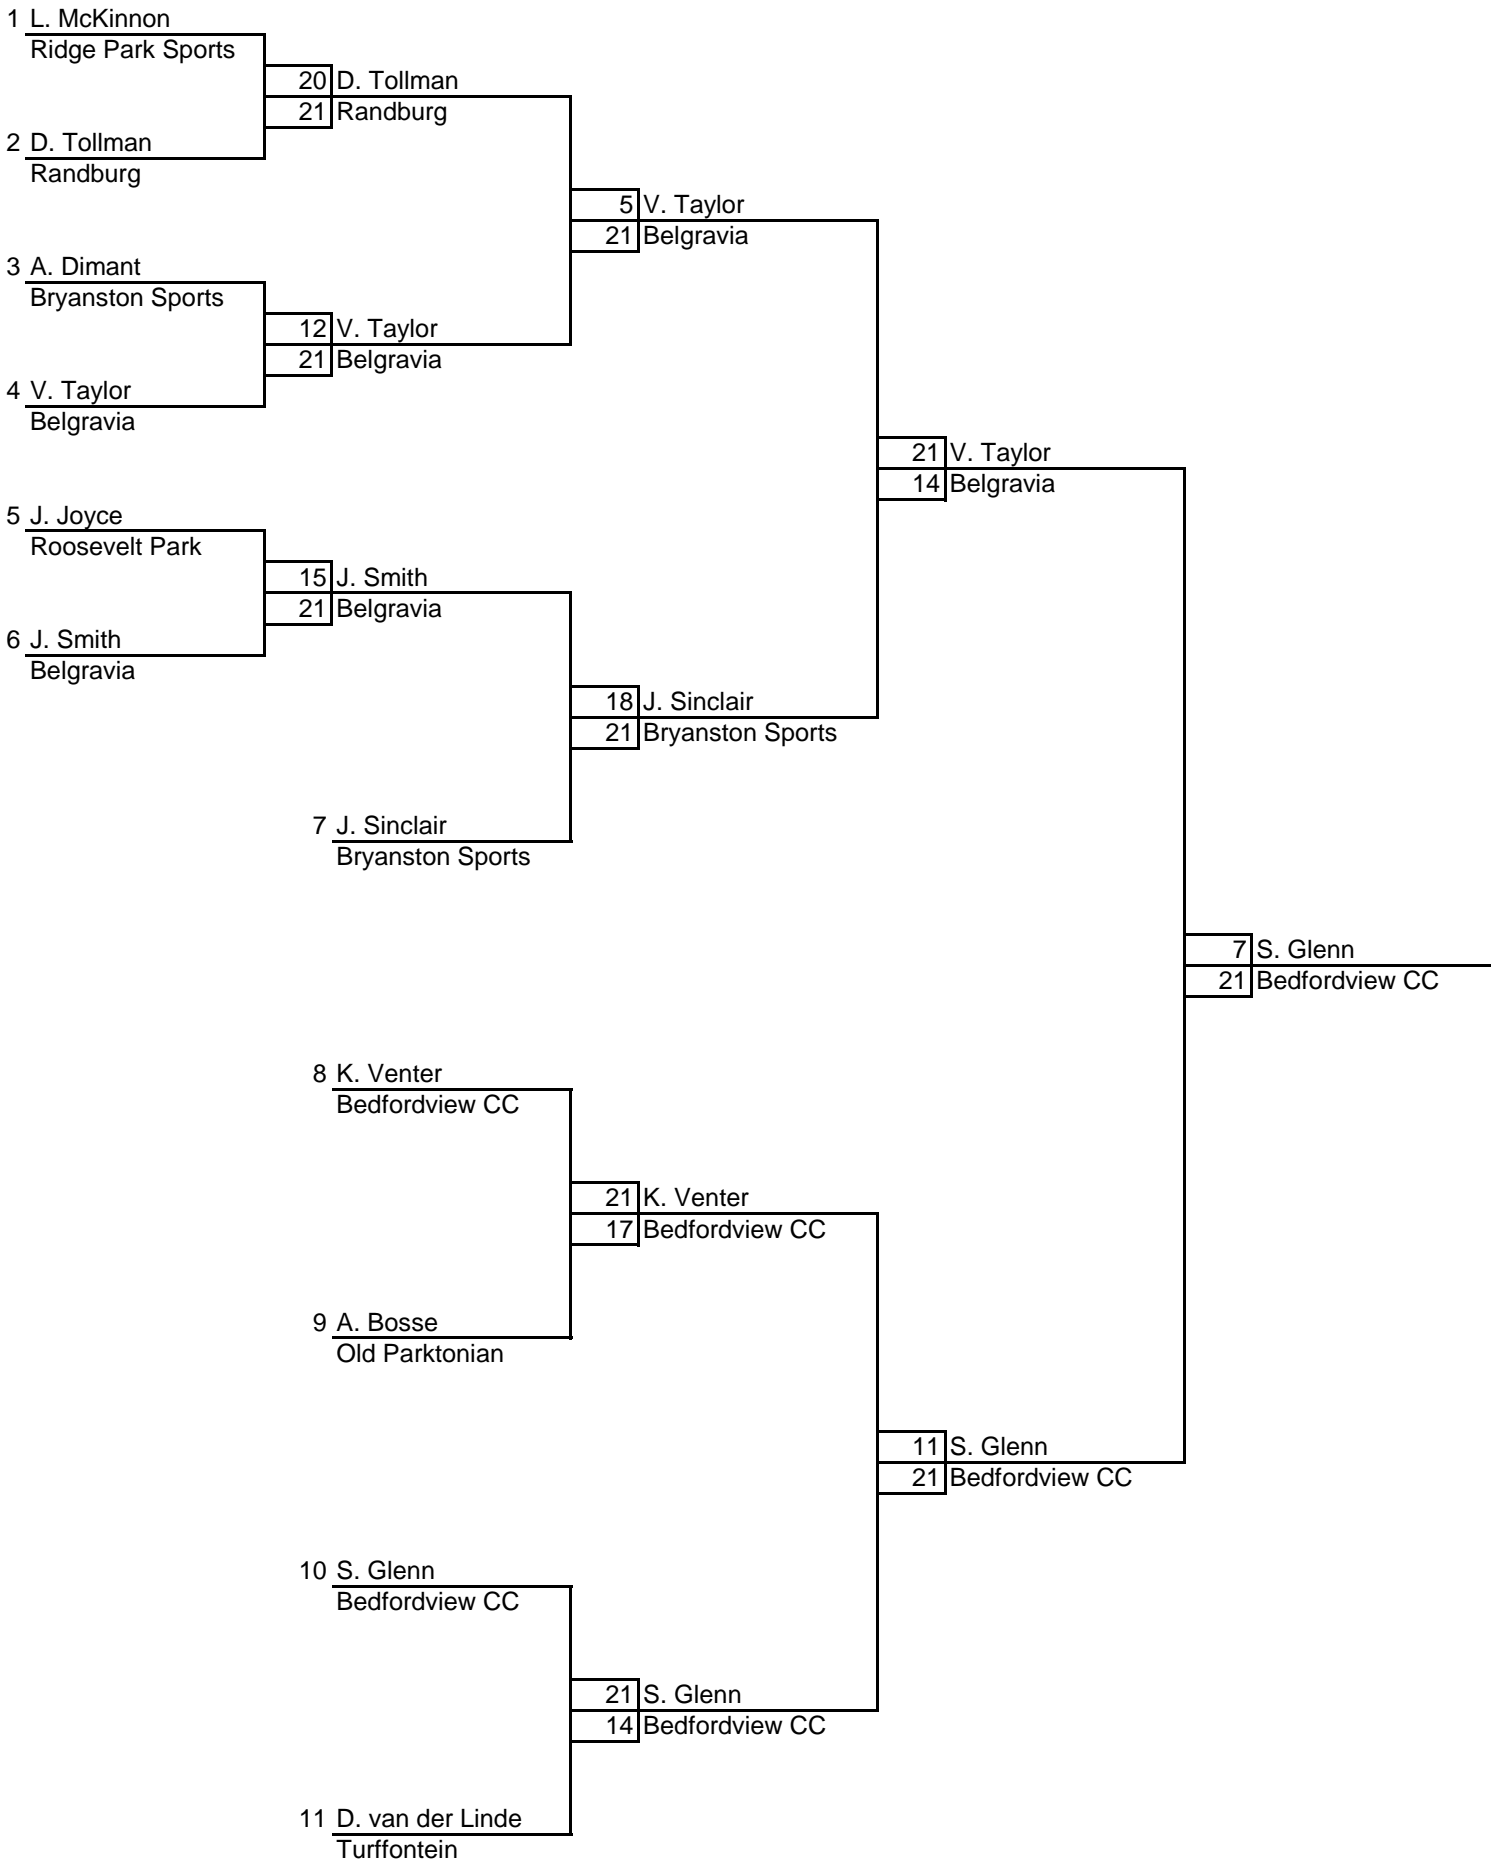 1 L. McKinnon
Ridge Park Sports
20 D. Tollman
21 Randburg
2 D. Tollman
Randburg
5 V. Taylor
21 Belgravia
3 A. Dimant
Bryanston Sports
12 V. Taylor
21 Belgravia
4 V. Taylor
Belgravia
21 V. Taylor
14 Belgravia
5 J. Joyce
Roosevelt Park
15 J. Smith
21 Belgravia
6 J. Smith
Belgravia
18 J. Sinclair
21 Bryanston Sports
7 J. Sinclair
Bryanston Sports
7 S. Glenn
21 Bedfordview CC
8 K. Venter
Bedfordview CC
21 K. Venter
17 Bedfordview CC
9 A. Bosse
Old Parktonian
11 S. Glenn
21 Bedfordview CC
10 S. Glenn
Bedfordview CC
21 S. Glenn
14 Bedfordview CC
11 D. van der Linde
Turffontein